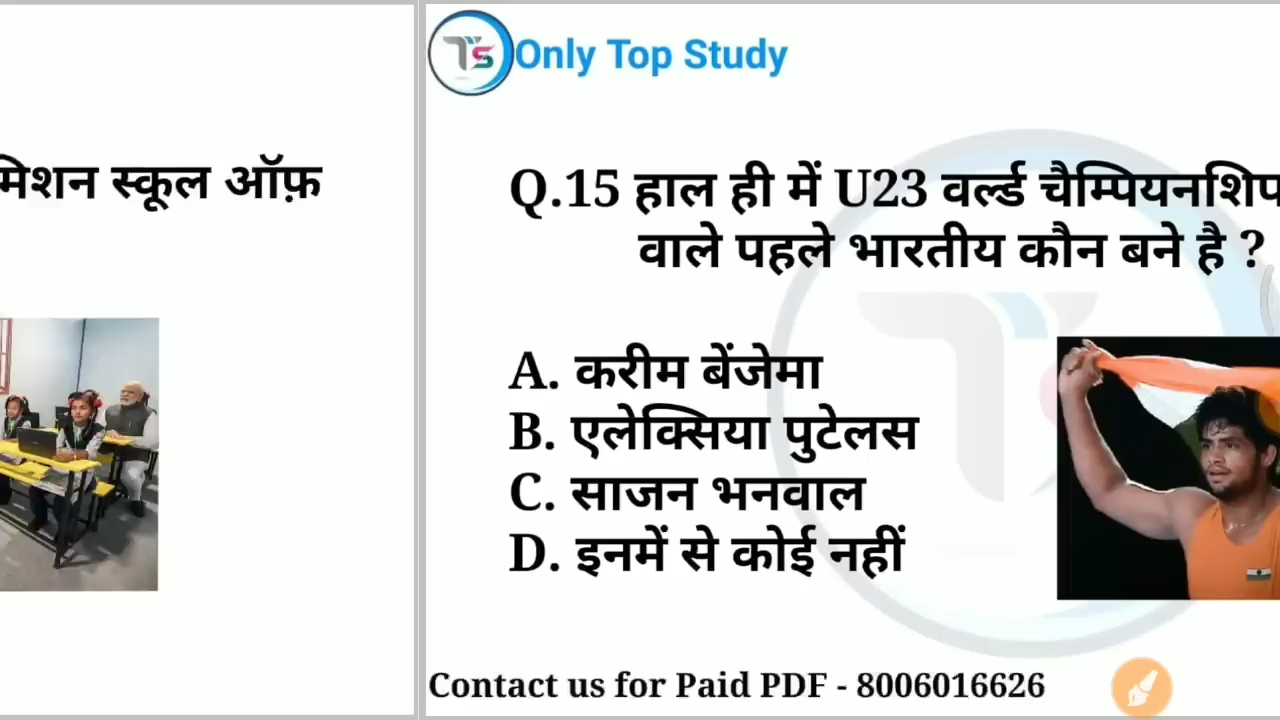 मिशन स्कूल ऑफ़
TS Only Top Study
Q.15 हाल ही में U23 वर्ल्ड चैम्पियनशिप
वाले पहले भारतीय कौन बने है ?
A. करीम बेंजेमा
B. एलेक्सिया पुटेलस
C. साजन भनवाल
D. इनमें से कोई नहीं
Contact us for Paid PDF - 8006016626